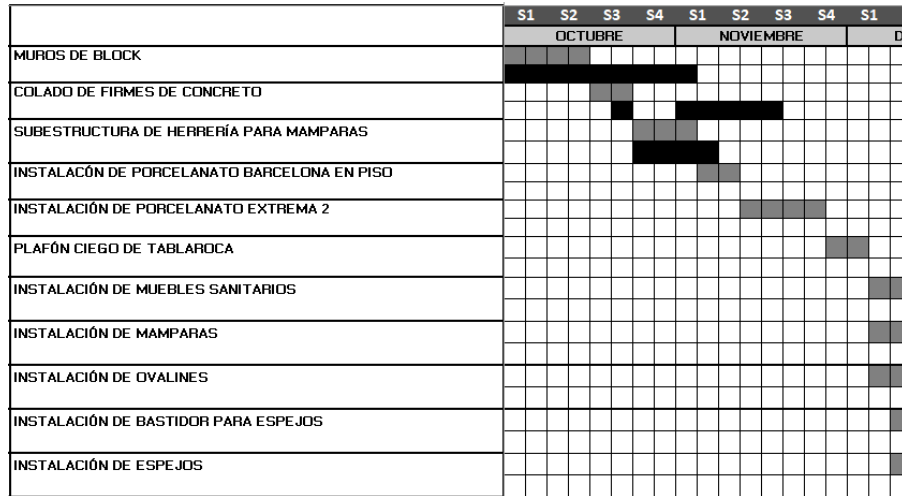 S1 S2 S3 S4 S1 S2 S3 S4 S1
OCTUBRE NOVIEMBRE D
MUROS DE BLOCK
COLADO DE FIRMES DE CONCRETO
SUBESTRUCTURA DE HERRERÍA PARA MAMPARAS
INSTALACÓN DE PORCELANATO BARCELONA EN PISO
INSTALACIÓN DE PORCELANATO EXTREMA 2
PLAFÓN CIEGO DE TABLAROCA
INSTALACIÓN DE MUEBLES SANITARIOS
INSTALACIÓN DE MAMPARAS
INSTALACIÓN DE OVALINES
INSTALACIÓN DE BASTIDOR PARA ESPEJOS
INSTALACIÓN DE ESPEJOS